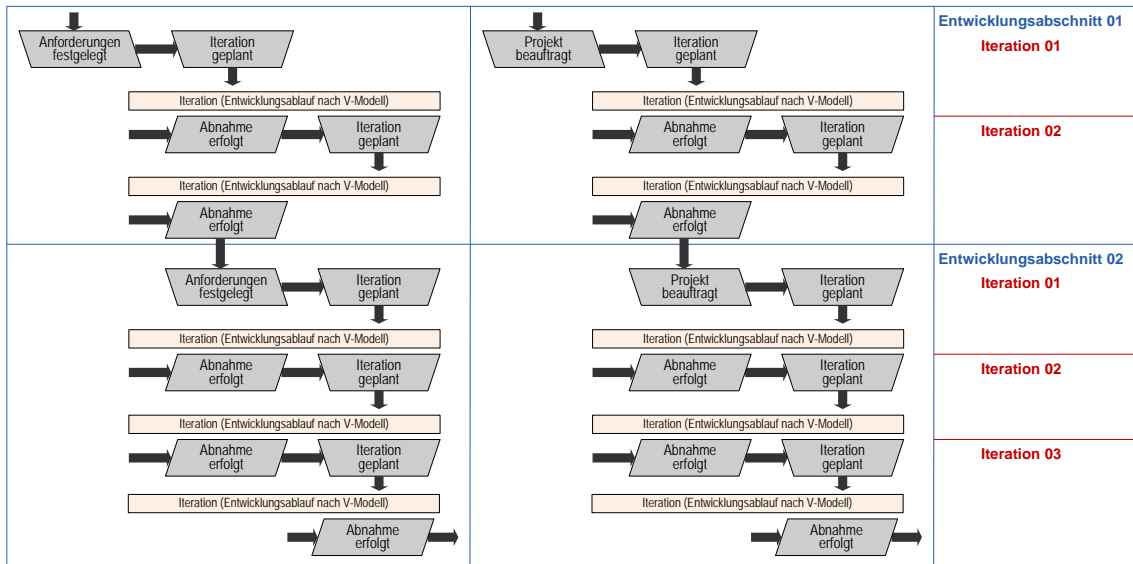 Anforderungen
festgelegt
Iteration
geplant
Projekt
beauftragt
Iteration
geplant
Entwicklungsabschnitt 01
Iteration 01
Iteration (Entwicklungsablauf nach V-Modell)
Iteration (Entwicklungsablauf nach V-Modell)
Abnahme
erfolgt
Iteration
geplant
Abnahme
erfolgt
Iteration
geplant
Iteration 02
Iteration (Entwicklungsablauf nach V-Modell)
Iteration (Entwicklungsablauf nach V-Modell)
Abnahme
erfolgt
Abnahme
erfolgt
Entwicklungsabschnitt 02
Iteration 01
Anforderungen
festgelegt
Iteration
geplant
Projekt
beauftragt
Iteration
geplant
Iteration (Entwicklungsablauf nach V-Modell)
Iteration (Entwicklungsablauf nach V-Modell)
Abnahme
erfolgt
Iteration
geplant
Abnahme
erfolgt
Iteration
geplant
Iteration 02
Iteration (Entwicklungsablauf nach V-Modell)
Iteration (Entwicklungsablauf nach V-Modell)
Abnahme
erfolgt
Iteration
geplant
Abnahme
erfolgt
Iteration
geplant
Iteration 03
Iteration (Entwicklungsablauf nach V-Modell)
Iteration (Entwicklungsablauf nach V-Modell)
Abnahme
erfolgt
Abnahme
erfolgt